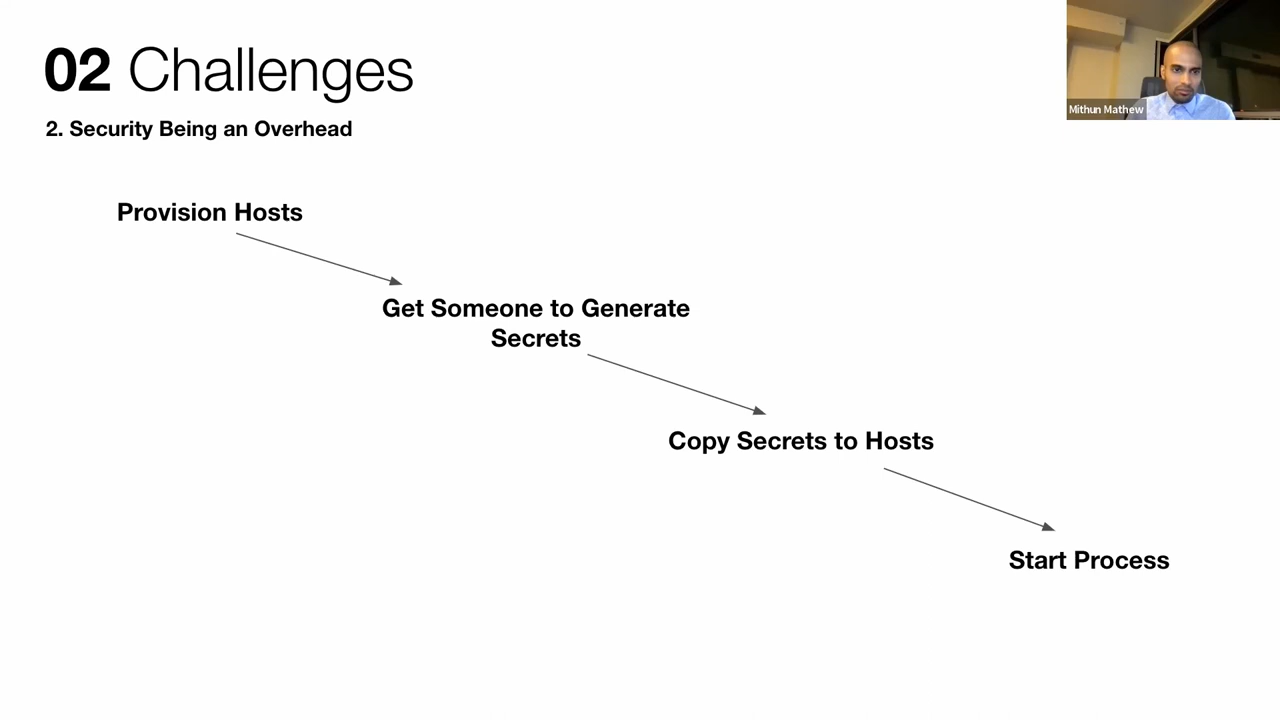 02 Challenges
Mithun Mathew
2. Security Being an Overhead
Provision Hosts
Get Someone to Generate
Secrets
Copy Secrets to Hosts
Start Process